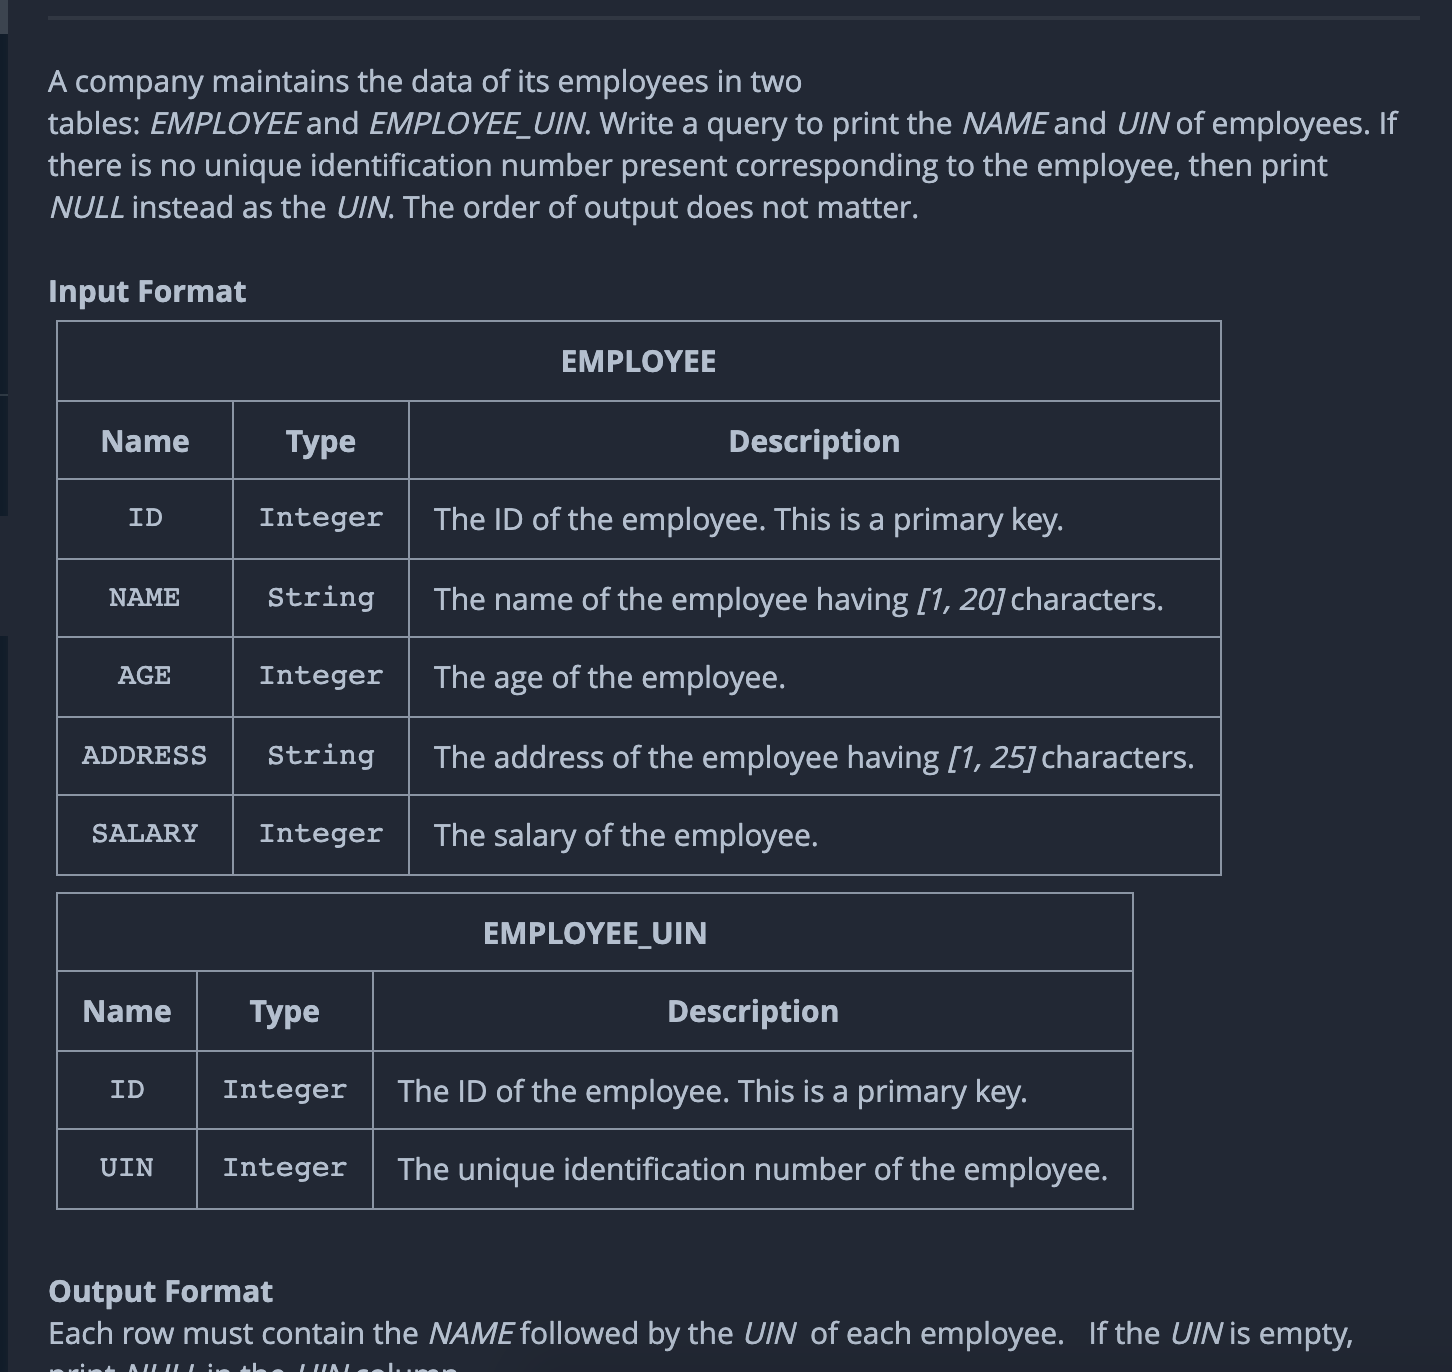 A company maintains the data of its employees in two
tables: EMPLOYEE and EMPLOYEE_UIN. Write a query to print the NAME and UIN of employees. If
there is no unique identification number present corresponding to the employee, then print
NULL instead as the UIN. The order of output does not matter.
Input Format
EMPLOYEE
Name Type Description
ID Integer The ID of the employee. This is a primary key.
NAME String The name of the employee having [1, 20] characters.
AGE Integer The age of the employee.
ADDRESS String The address of the employee having [1, 25] characters.
SALARY Integer The salary of the employee.
EMPLOYEE_UIN
Name Type Description
ID Integer The ID of the employee. This is a primary key.
UIN Integer The unique identification number of the employee.
Output Format
Each row must contain the NAME followed by the UIN of each employee. If the UIN is empty,
print NULL in the UIN column